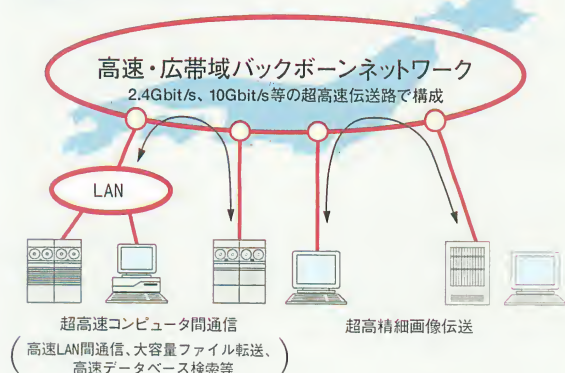 高速・広帯域バックボーンネットワーク
2.4Gbit/s、10Gbit/s等の超高速伝送路で構成
LAN
超高速コンピュータ間通信
高速LAN間通信、大容量ファイル転送、
高速データベース検索等
超高精細画像伝送